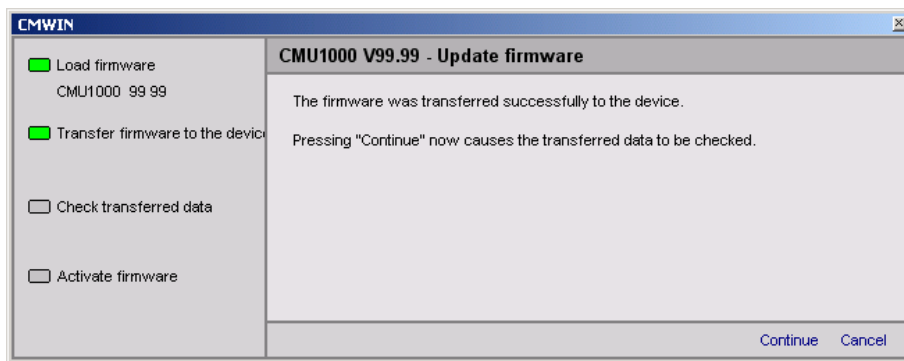 CMWIN
Load firmware
CMU1000 99 99
Transfer firmware to the devic
Check transferred data
Activate firmware
CMU1000 V99.99 - Update firmware
The firmware was transferred successfully to the device.
Pressing "Continue" now causes the transferred data to be checked.
Continue Cancel